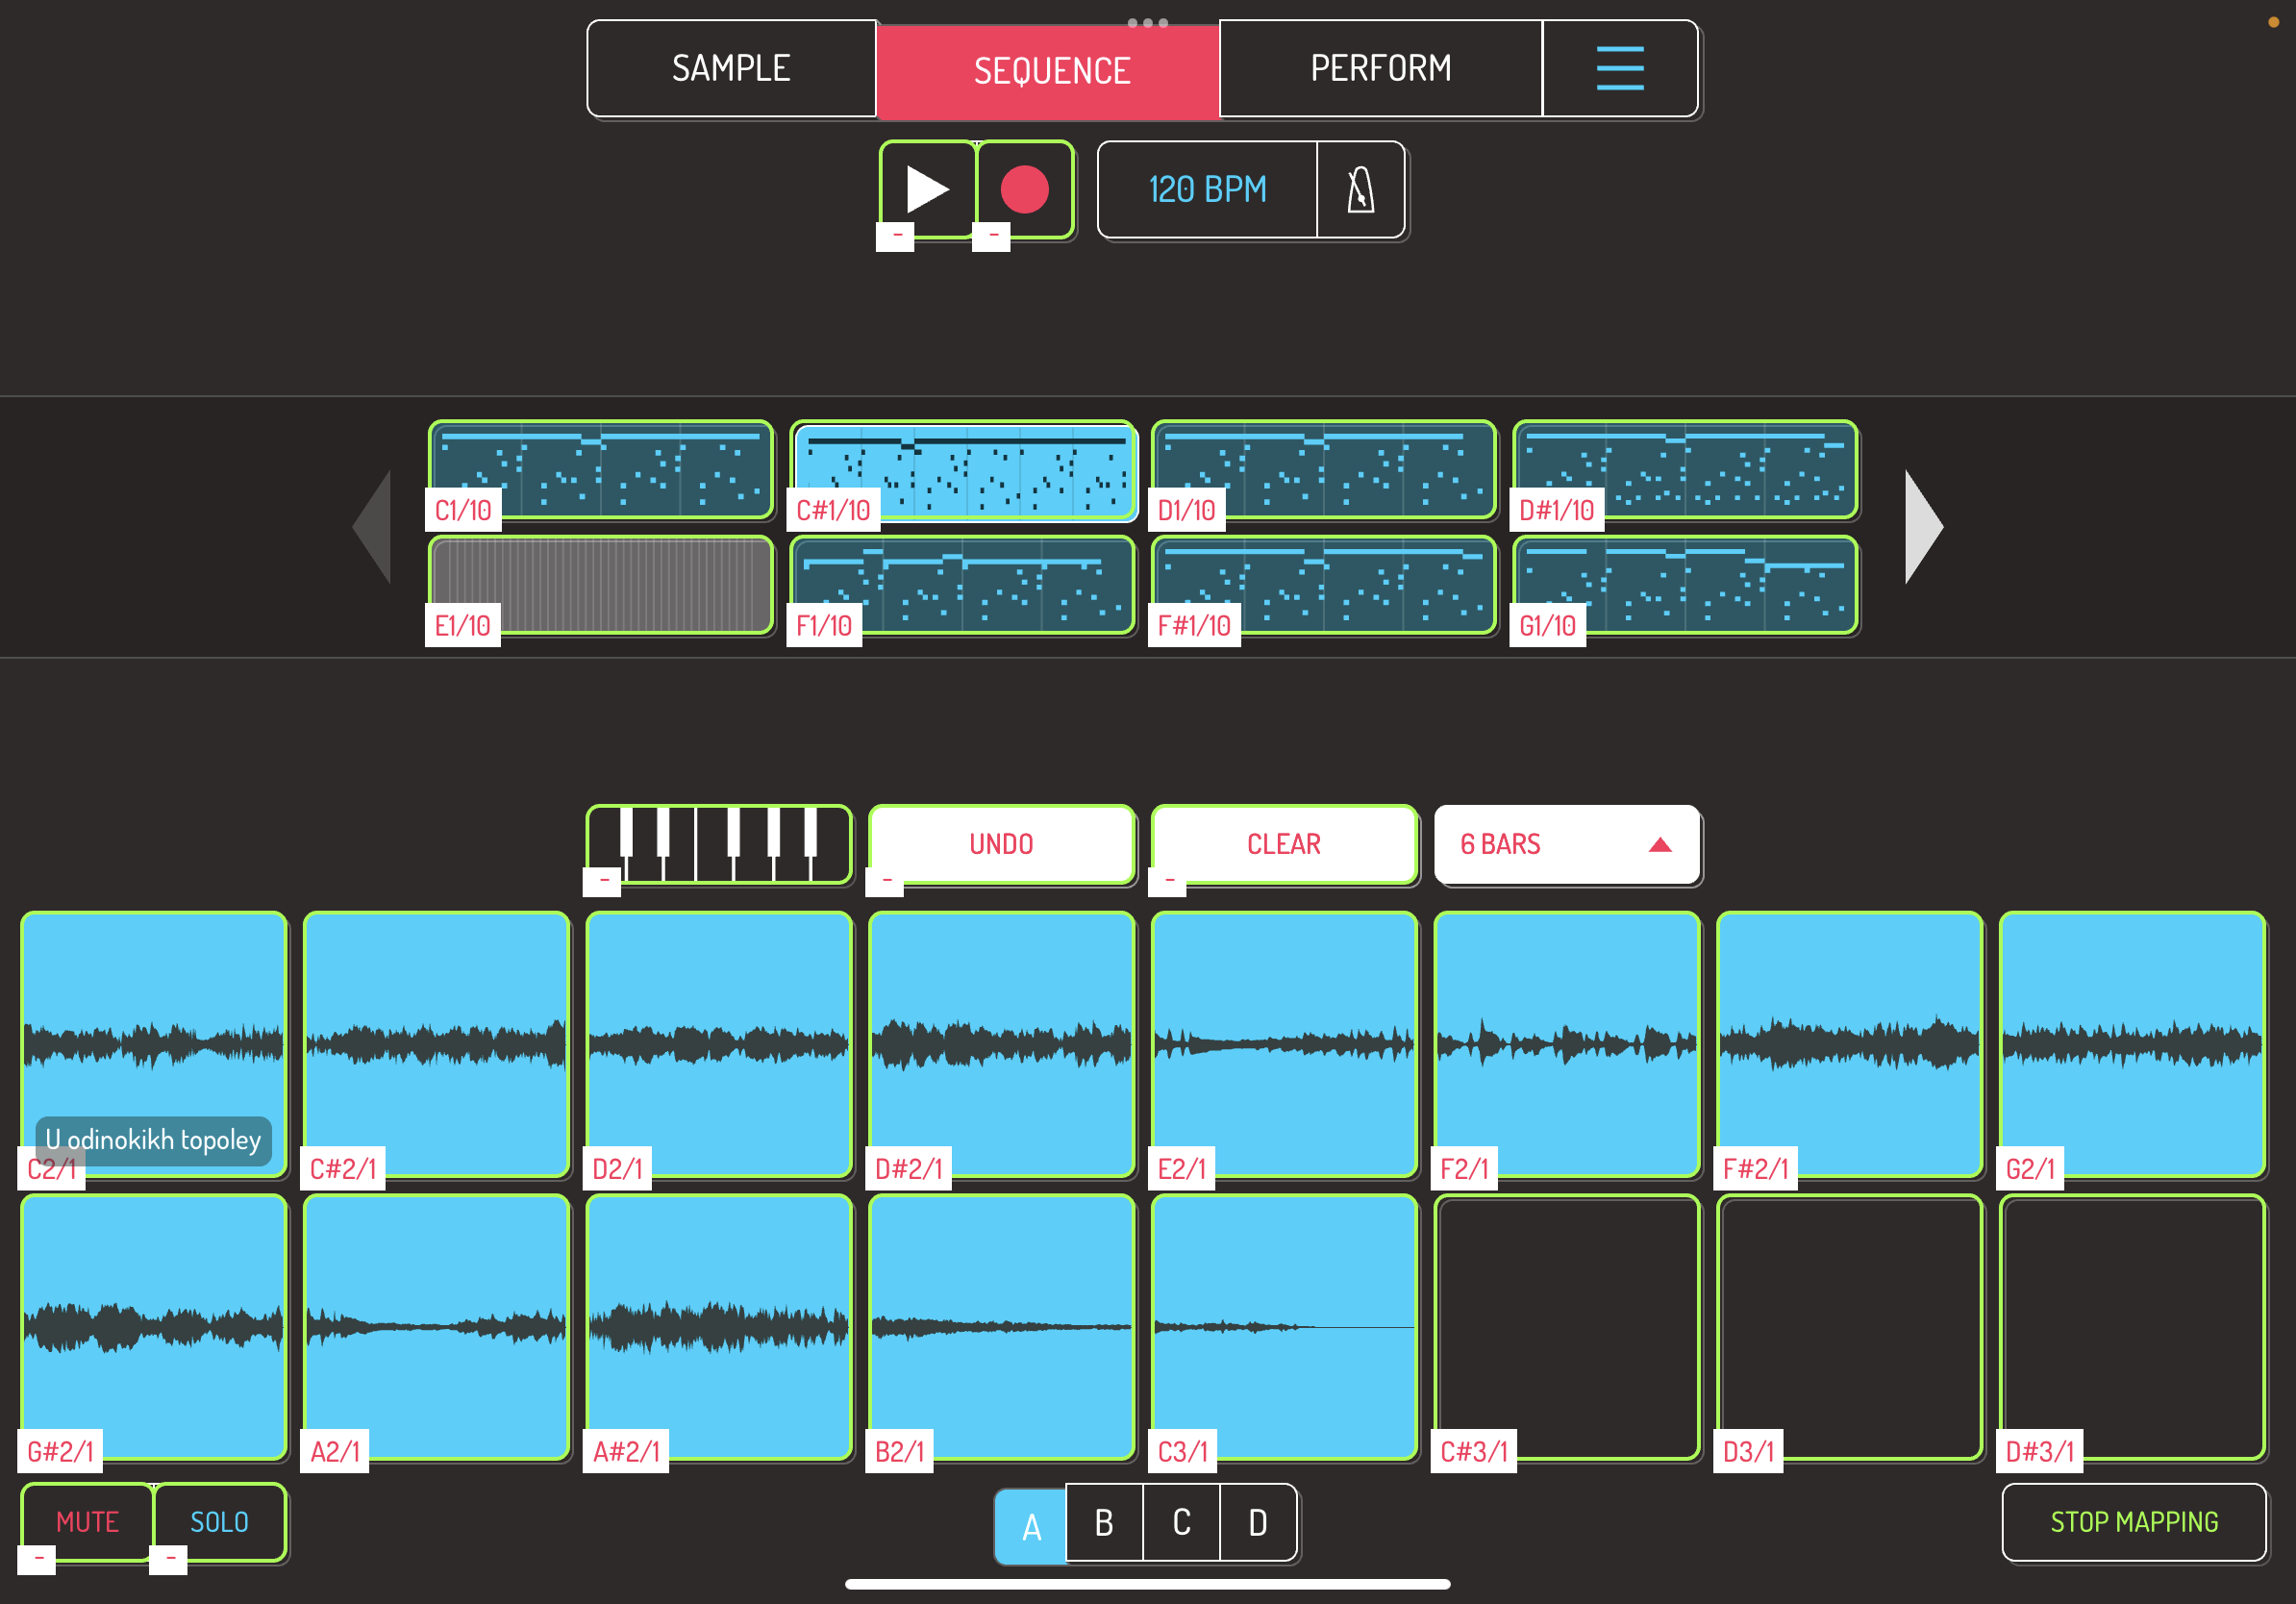 SAMPLE SEQUENCE PERFORM
120 BPM
- -
C1/10 C#1/10 D1/10 D#1/10
E1/10 F1/10 F#1/10 G1/10
UNDO CLEAR 6 BARS
- - -
U odinokikh topoley
C2/1 C#2/1 D2/1 D#2/1 E2/1 F2/1 F#2/1 G2/1
G#2/1 A2/1 A#2/1 B2/1 C3/1 C#3/1 D3/1 D#3/1
MUTE SOLO A B C D STOP MAPPING
- -